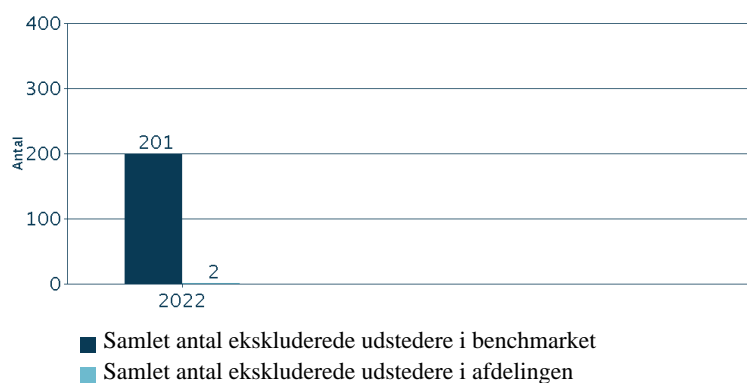 400
300
200
100
0
Antal
201
2
2022
Samlet antal ekskluderede udstedere i benchmarket
Samlet antal ekskluderede udstedere i afdelingen